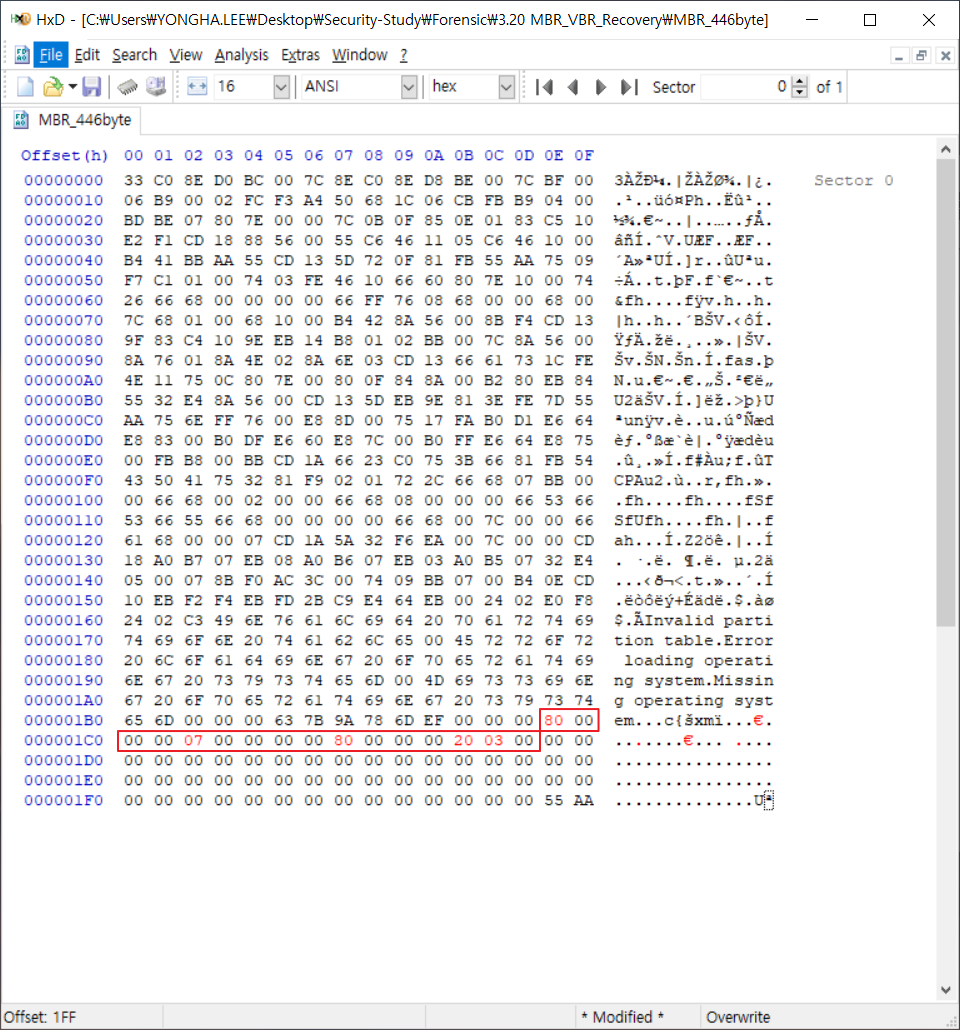 HxD - [C:₩Users₩YONGHA.LEE₩Desktop₩Security-Study₩Forensic₩3.20 MBR_VBR_Recovery₩MBR_446byte]
File Edit Search View Analysis Extras Window ?
16 ANSI hex Sector 0 of 1
MBR_446byte
Offset(h) 00 01 02 03 04 05 06 07 08 09 0A 0B 0C 0D 0E 0F
00000000 33 C0 8E D0 BC 00 7C 8E C0 8E D8 BE 00 7C BF 00 3ÀŽÐ¼.|ŽÀŽØ¾.|¿. Sector 0
00000010 06 B9 00 02 FC F3 A4 50 68 1C 06 CB FB B9 04 00 .¹..üó¤Ph..Ëû¹..
00000020 BD BE 07 80 7E 00 00 7C 0B 0F 85 0E 01 83 C5 10 ½¾.€~..|..….ƒÅ.
00000030 E2 F1 CD 18 88 56 00 55 C6 46 11 05 C6 46 10 00 âñÍ.ˆV.UÆF..ÆF..
00000040 B4 41 BB AA 55 CD 13 5D 72 0F 81 FB 55 AA 75 09 ´A»ªUÍ.]r..ûUªu.
00000050 F7 C1 01 00 74 03 FE 46 10 66 60 80 7E 10 00 74 ÷Á..t.þF.f`€~..t
00000060 26 66 68 00 00 00 00 66 FF 76 08 68 00 00 68 00 &fh....fÿv.h..h.
00000070 7C 68 01 00 68 10 00 B4 42 8A 56 00 8B F4 CD 13 |h..h..´BŠV.‹ôÍ.
00000080 9F 83 C4 10 9E EB 14 B8 01 02 BB 00 7C 8A 56 00 ŸƒÄ.žë.¸..».|ŠV.
00000090 8A 76 01 8A 4E 02 8A 6E 03 CD 13 66 61 73 1C FE Šv.ŠN.Šn.Í.fas.þ
000000A0 4E 11 75 0C 80 7E 00 80 0F 84 8A 00 B2 80 EB 84 N.u.€~.€.„Š.²€ë„
000000B0 55 32 E4 8A 56 00 CD 13 5D EB 9E 81 3E FE 7D 55 U2äŠV.Í.]ëž.>þ}U
000000C0 AA 75 6E FF 76 00 E8 8D 00 75 17 FA B0 D1 E6 64 ªunÿv.è..u.ú°Ñæd
000000D0 E8 83 00 B0 DF E6 60 E8 7C 00 B0 FF E6 64 E8 75 èƒ.°ßæ`è|.°ÿædèu
000000E0 00 FB B8 00 BB CD 1A 66 23 C0 75 3B 66 81 FB 54 .û¸.»Í.f#Àu;f.ûT
000000F0 43 50 41 75 32 81 F9 02 01 72 2C 66 68 07 BB 00 CPAu2.ù..r,fh.».
00000100 00 66 68 00 02 00 00 66 68 08 00 00 00 66 53 66 .fh....fh....fSf
00000110 53 66 55 66 68 00 00 00 00 66 68 00 7C 00 00 66 SfUfh....fh.|..f
00000120 61 68 00 00 07 CD 1A 5A 32 F6 EA 00 7C 00 00 CD ah...Í.Z2öê.|..Í
00000130 18 A0 B7 07 EB 08 A0 B6 07 EB 03 A0 B5 07 32 E4 . ·.ë. ¶.ë. µ.2ä
00000140 05 00 07 8B F0 AC 3C 00 74 09 BB 07 00 B4 0E CD ...‹ð¬<.t.»..´.Í
00000150 10 EB F2 F4 EB FD 2B C9 E4 64 EB 00 24 02 E0 F8 .ëòôëý+Éädë.$.àø
00000160 24 02 C3 49 6E 76 61 6C 69 64 20 70 61 72 74 69 $.ÃInvalid parti
00000170 74 69 6F 6E 20 74 61 62 6C 65 00 45 72 72 6F 72 tion table.Error
00000180 20 6C 6F 61 64 69 6E 67 20 6F 70 65 72 61 74 69 loading operati
00000190 6E 67 20 73 79 73 74 65 6D 00 4D 69 73 73 69 6E ng system.Missin
000001A0 67 20 6F 70 65 72 61 74 69 6E 67 20 73 79 73 74 g operating syst
000001B0 65 6D 00 00 00 63 7B 9A 78 6D EF 00 00 00 80 00 em...c{šxmï...€.
000001C0 00 00 07 00 00 00 00 80 00 00 00 20 03 00 00 00 .......€... ....
000001D0 00 00 00 00 00 00 00 00 00 00 00 00 00 00 00 00 ................
000001E0 00 00 00 00 00 00 00 00 00 00 00 00 00 00 00 00 ................
000001F0 00 00 00 00 00 00 00 00 00 00 00 00 00 00 55 AA ..............Uª
Offset: 1FF * Modified * Overwrite